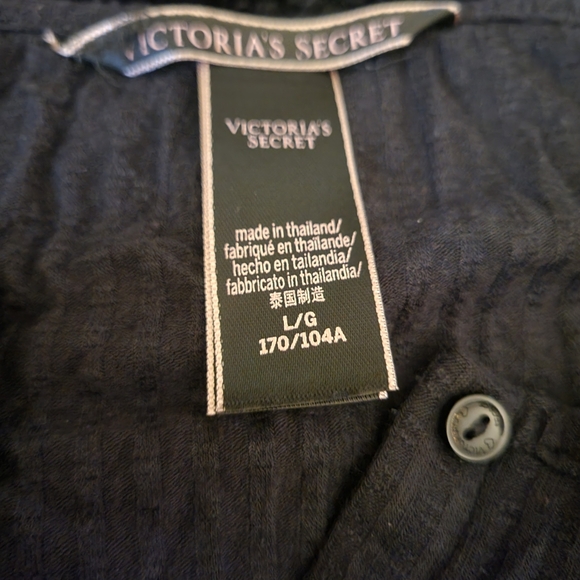 VICTORIA'S SECRET
VICTORIA'S
SECRET
made in thailand/
fabriqué en thaïlande/
hecho en tailandia/
fabbricato in thailandia/
泰国制造
L/G
170/104A